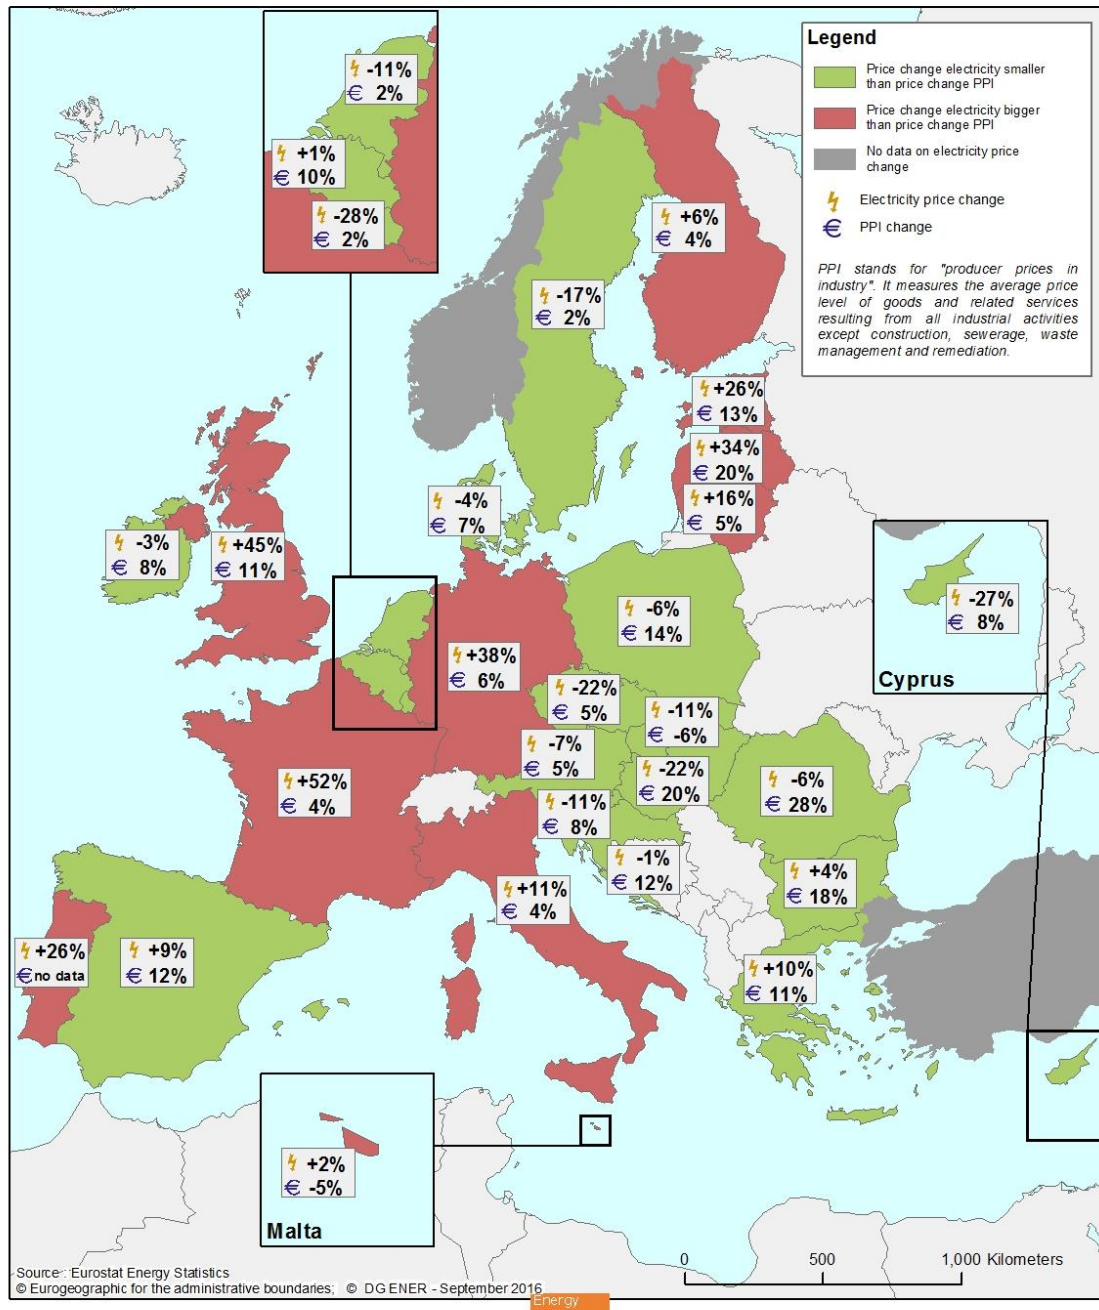 -11%
2%
+1%
10%
-28%
2%
Legend
Price change electricity smaller
than price change PPI
Price change electricity bigger
than price change PPI
No data on electricity price
change
Electricity price change
€ PPI change
PPI stands for "producer prices in
industry". It measures the average price
level of goods and related services
resulting from all industrial activities
except construction, sewerage, waste
management and remediation.
+6%
€ 4%
-17%
€ 2%
+26%
€ 13%
+34%
€ 20%
+16%
€ 5%
-4%
€ 7%
-3%
€ 8%
+45%
€ 11%
-27%
€ 8%
Cyprus
-6%
€ 14%
+38%
€ 6%
-22%
€ 5%
-11%
€ -6%
-7%
€ 5%
-22%
€ 20%
-6%
€ 28%
+52%
€ 4%
-11%
€ 8%
-1%
€ 12%
+4%
€ 18%
+11%
€ 4%
+26%
€ no data
+9%
€ 12%
+10%
€ 11%
+2%
€ -5%
Malta
0 500 1,000 Kilometers
Source : Eurostat Energy Statistics
© Eurogeographic for the administrative boundaries; © DG ENER - September 2016
Energy